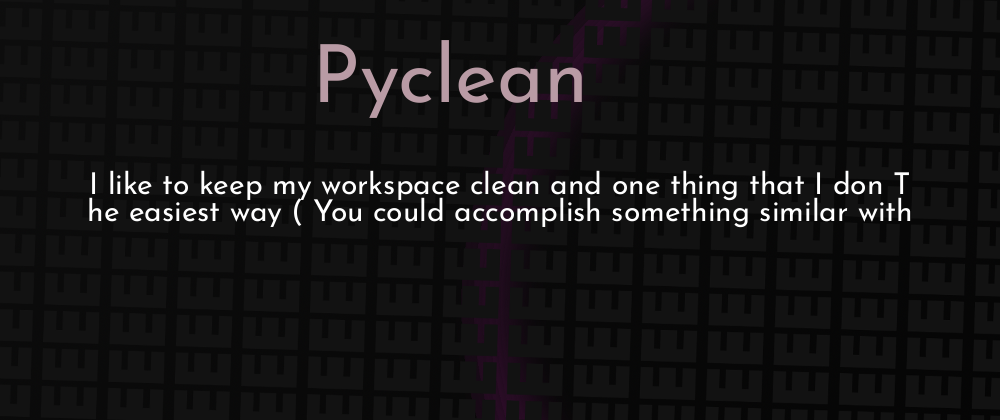 Pyclean
I like to keep my workspace clean and one thing that I don T
he easiest way ( You could accomplish something similar with